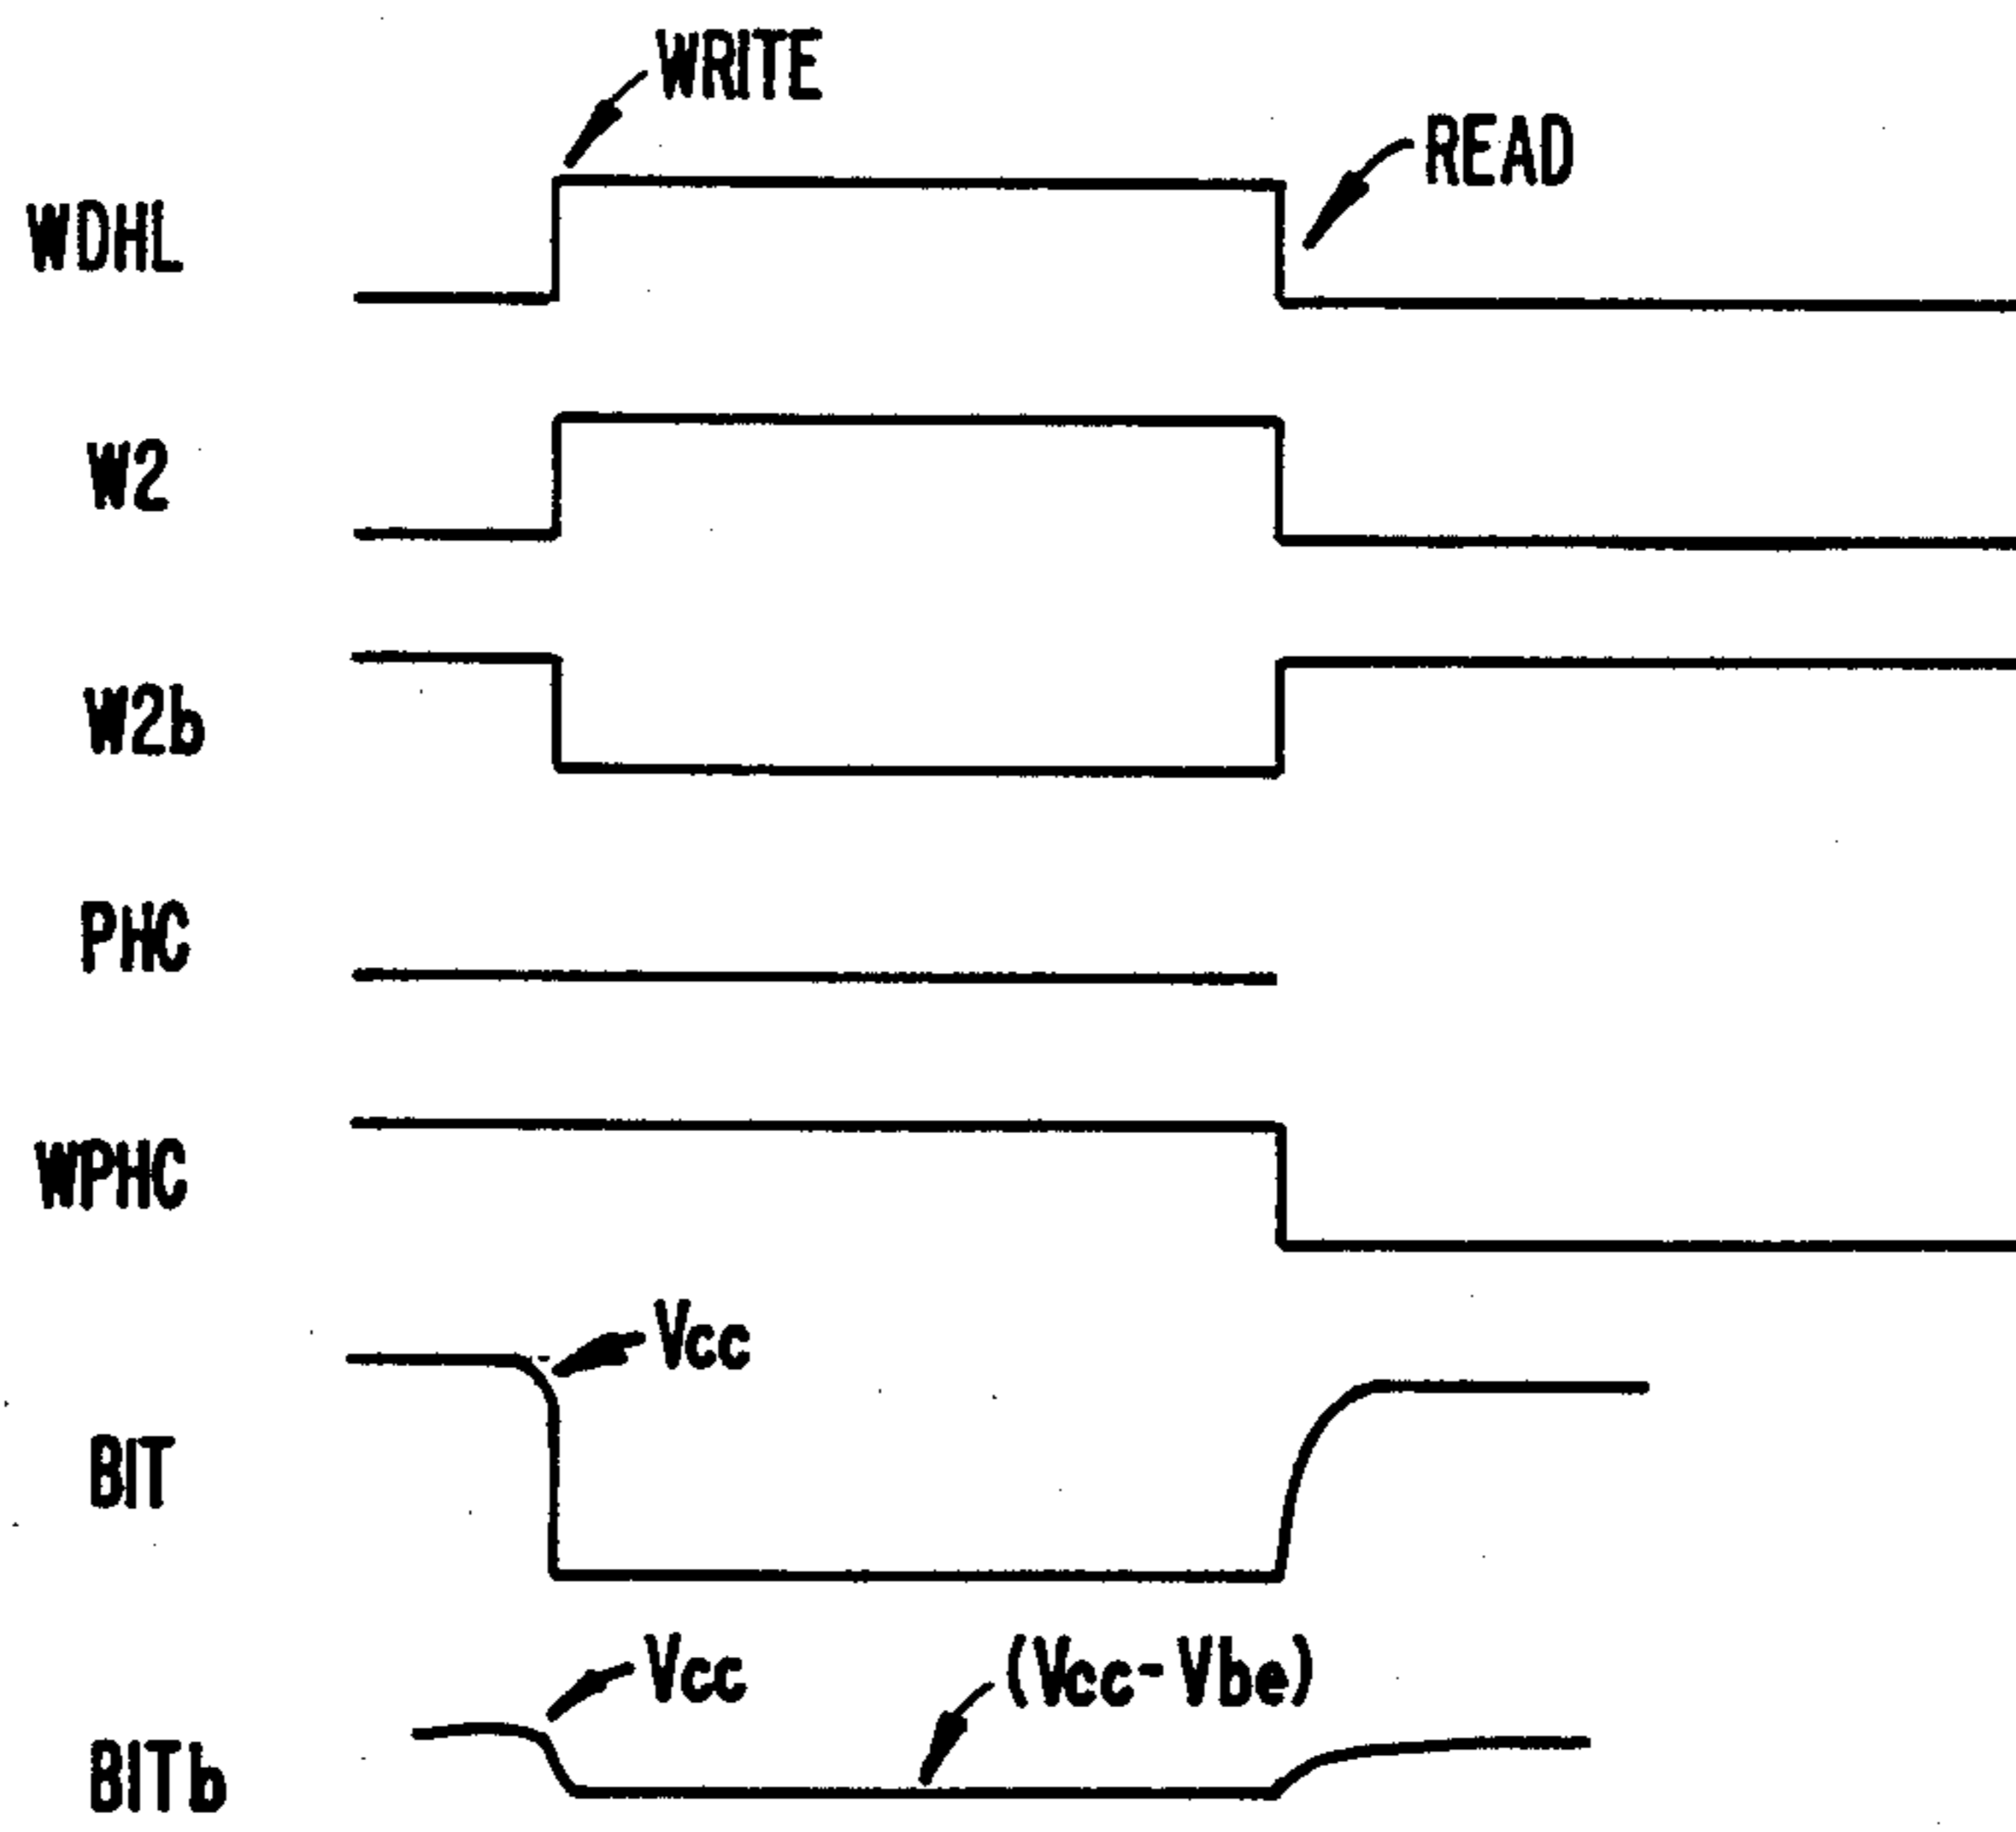 WRITE
READ
WDHL
W2
W2b
PHC
WPHC
Vcc
BIT
Vcc
(Vcc-Vbe)
BITb